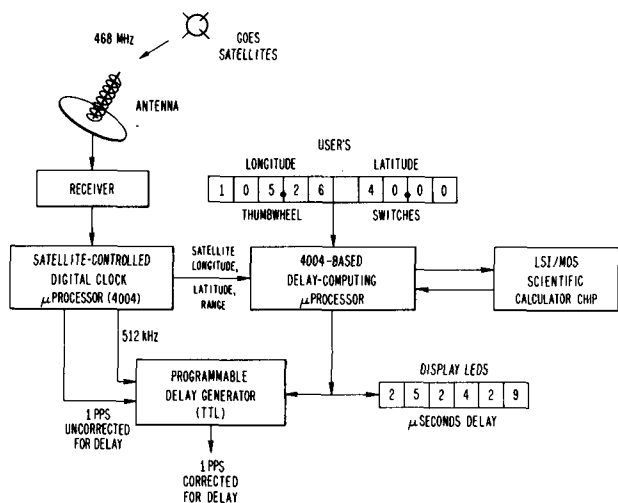 468 MHz
GOES
SATELLITES
ANTENNA
USER'S
LONGITUDE LATITUDE
1 0 5 . 2 6 4 0 . 0 0
THUMBWHEEL SWITCHES
RECEIVER
SATELLITE-CONTROLLED
DIGITAL CLOCK
μPROCESSOR (4004)
SATELLITE
LONGITUDE,
LATITUDE,
RANGE
4004-BASED
DELAY-COMPUTING
μPROCESSOR
LSI/MOS
SCIENTIFIC
CALCULATOR CHIP
512 kHz
PROGRAMMABLE
DELAY GENERATOR
(TTL)
DISPLAY LEDS
2 5 2 4 2 9
μSECONDS DELAY
1 PPS
UNCORRECTED
FOR DELAY
1 PPS
CORRECTED
FOR DELAY